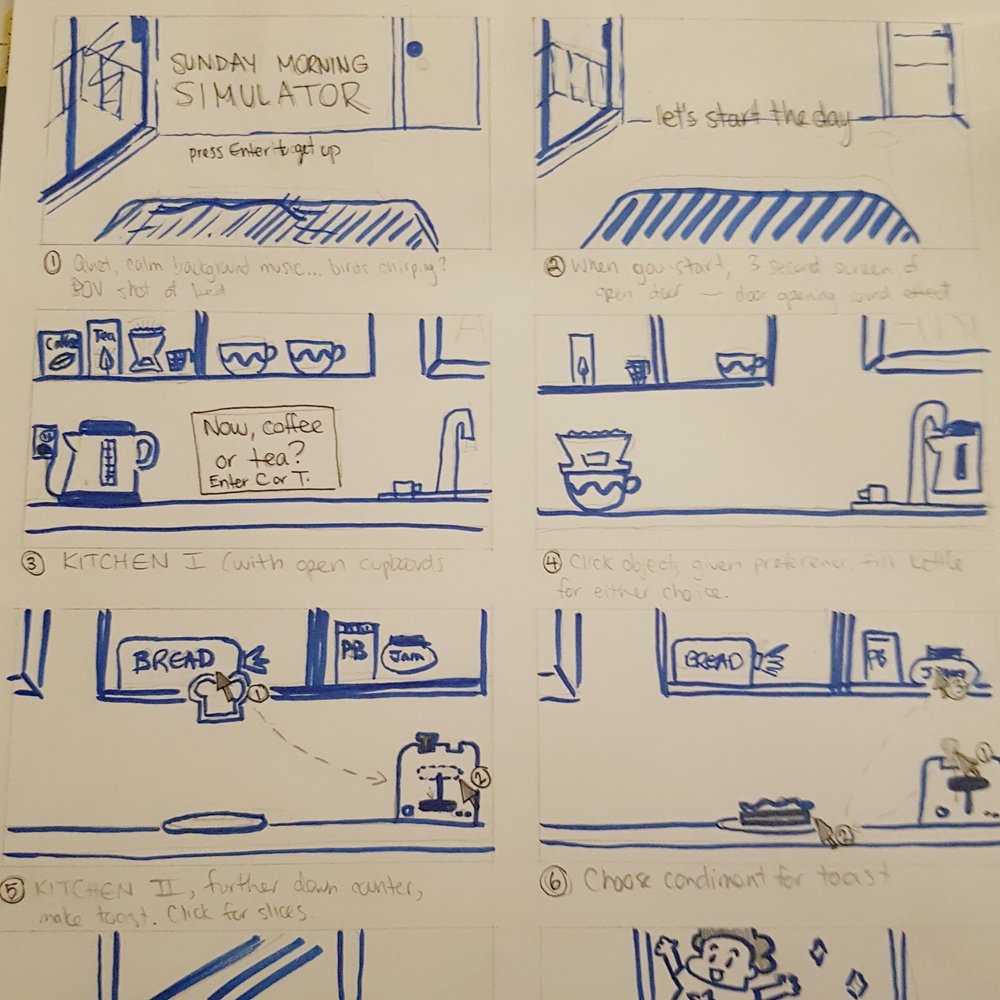 SUNDAY MORNING
SIMULATOR
press Enter to get up
let's start the day
① Quiet, calm background music... birds chirping?
POV shot of bed
② When you start, 3 second screen of
open door — door opening sound effect
Coffee
Tea
Now, coffee
or tea?
Enter C or T.
③ KITCHEN I (with open cupboards
④ Click objects given preference, fill kettle
for either choice.
BREAD
PB
Jam
①
②
BREAD
PB
①
②
③
⑤ KITCHEN II, further down counter,
make toast. Click for slices
⑥ Choose condiment for toast